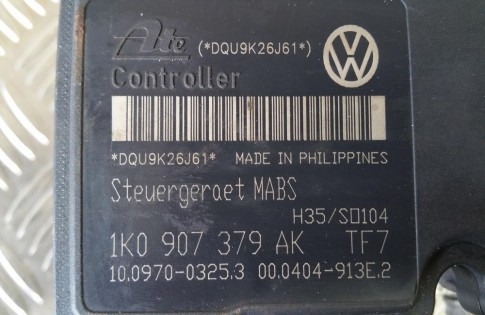 Ate (*DQU9K26J61*)
Controller
*DQU9K26J61* MADE IN PHILIPPINES
Steuergeraet MABS
H35/S0104
1K0 907 379 AK TF7
10.0970-0325.3 00.0404-913E.2